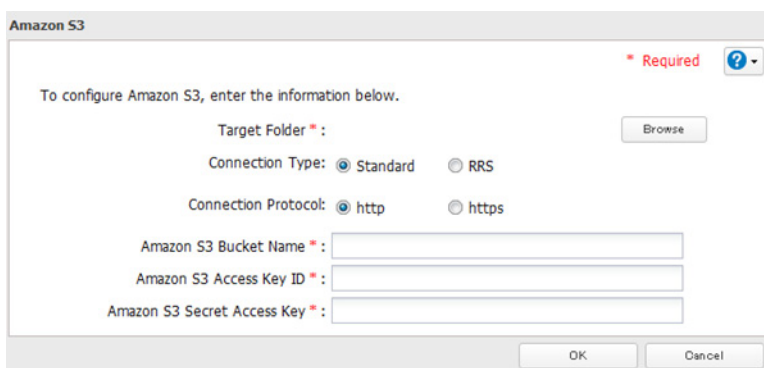 Amazon S3
* Required
?
To configure Amazon S3, enter the information below.
Target Folder * : Browse
Connection Type: Standard RRS
Connection Protocol: http https
Amazon S3 Bucket Name * :
Amazon S3 Access Key ID * :
Amazon S3 Secret Access Key * :
OK Cancel